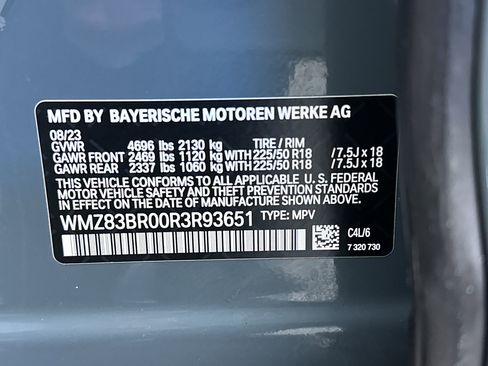 MFD BY BAYERISCHE MOTOREN WERKE AG
08/23
GVWR 4696 lbs 2130 kg TIRE / RIM
GAWR FRONT 2469 lbs 1120 kg WITH 225/50 R18 /7.5J x 18
GAWR REAR 2337 lbs 1060 kg WITH 225/50 R18 /7.5J x 18
THIS VEHICLE CONFORMS TO ALL APPLICABLE U. S. FEDERAL
MOTOR VEHICLE SAFETY AND THEFT PREVENTION
STANDARDS IN EFFECT ON THE DATE OF MANUFACTURE SHOWN ABOVE.
WMZ83BR00R3R93651 TYPE: MPV
C4L/6
7 320 730